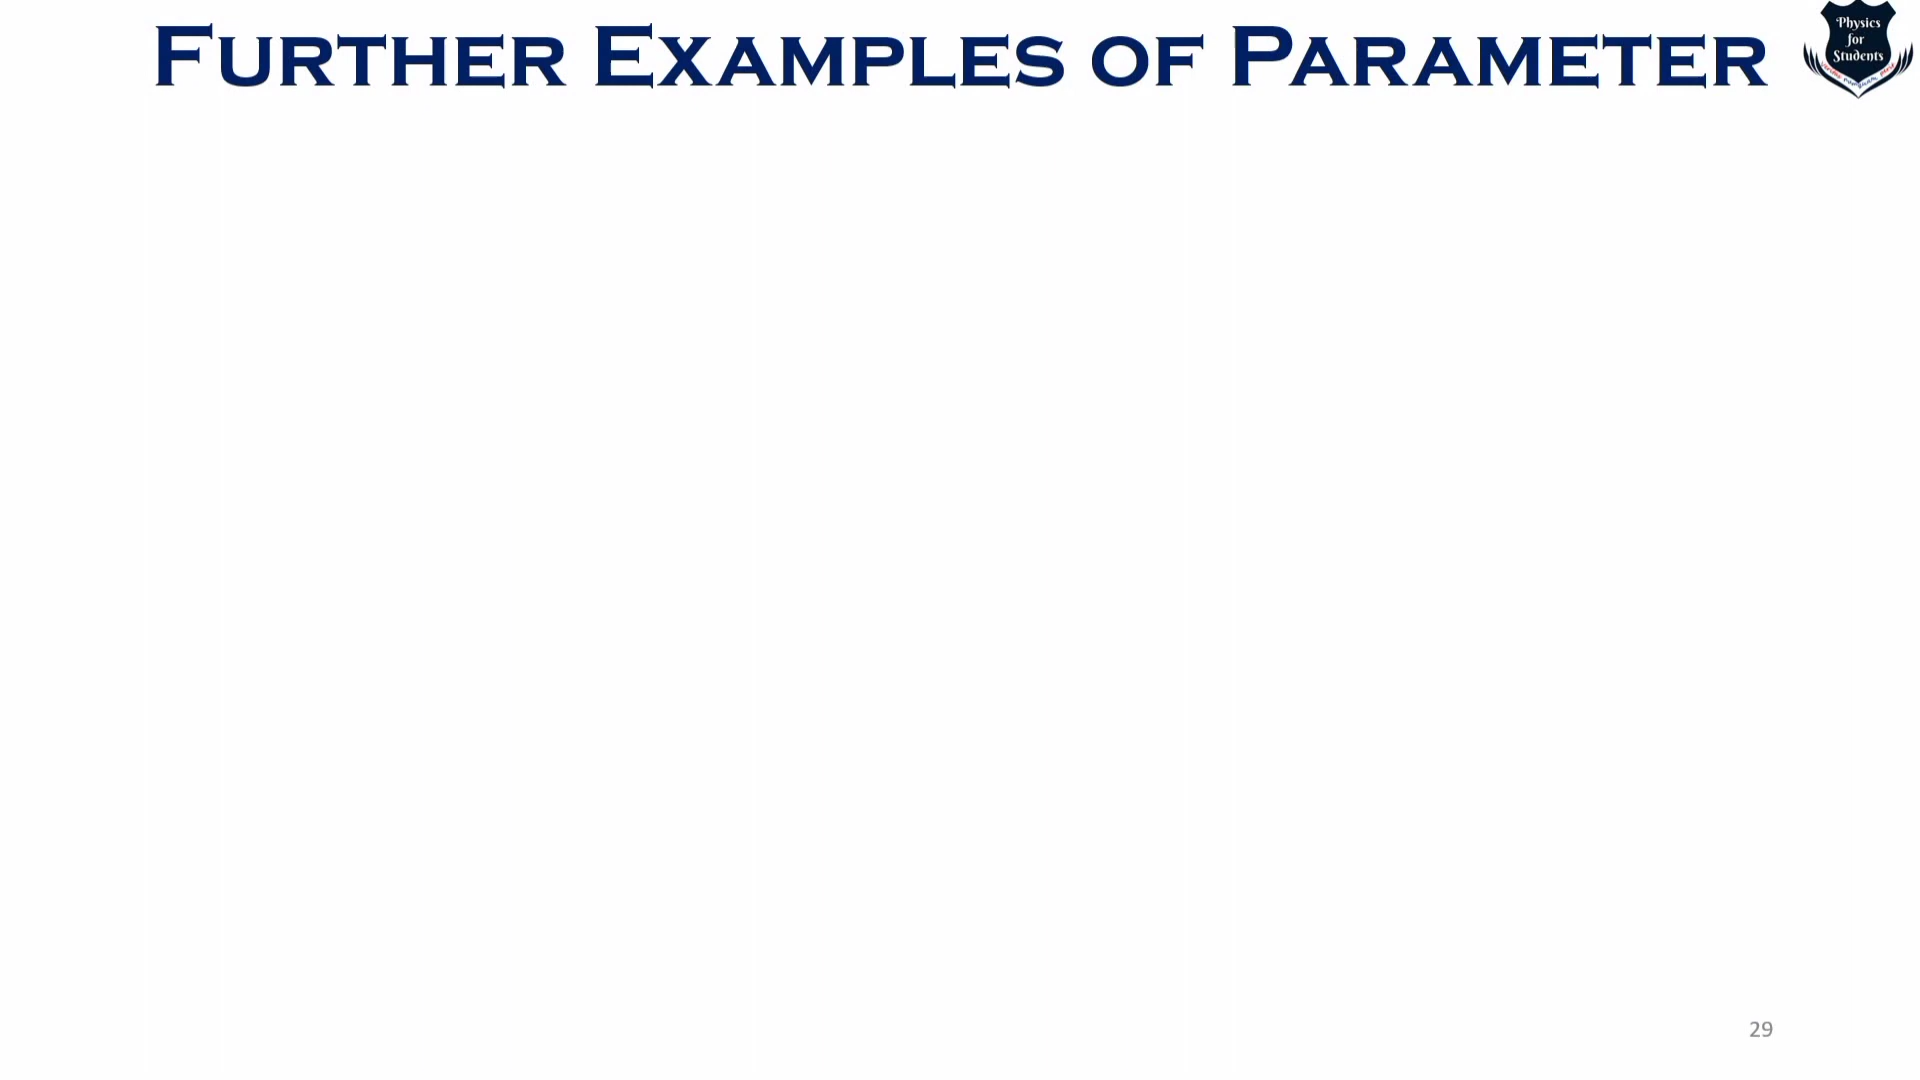 FURTHER EXAMPLES OF PARAMETER
Physics
for
Students
29